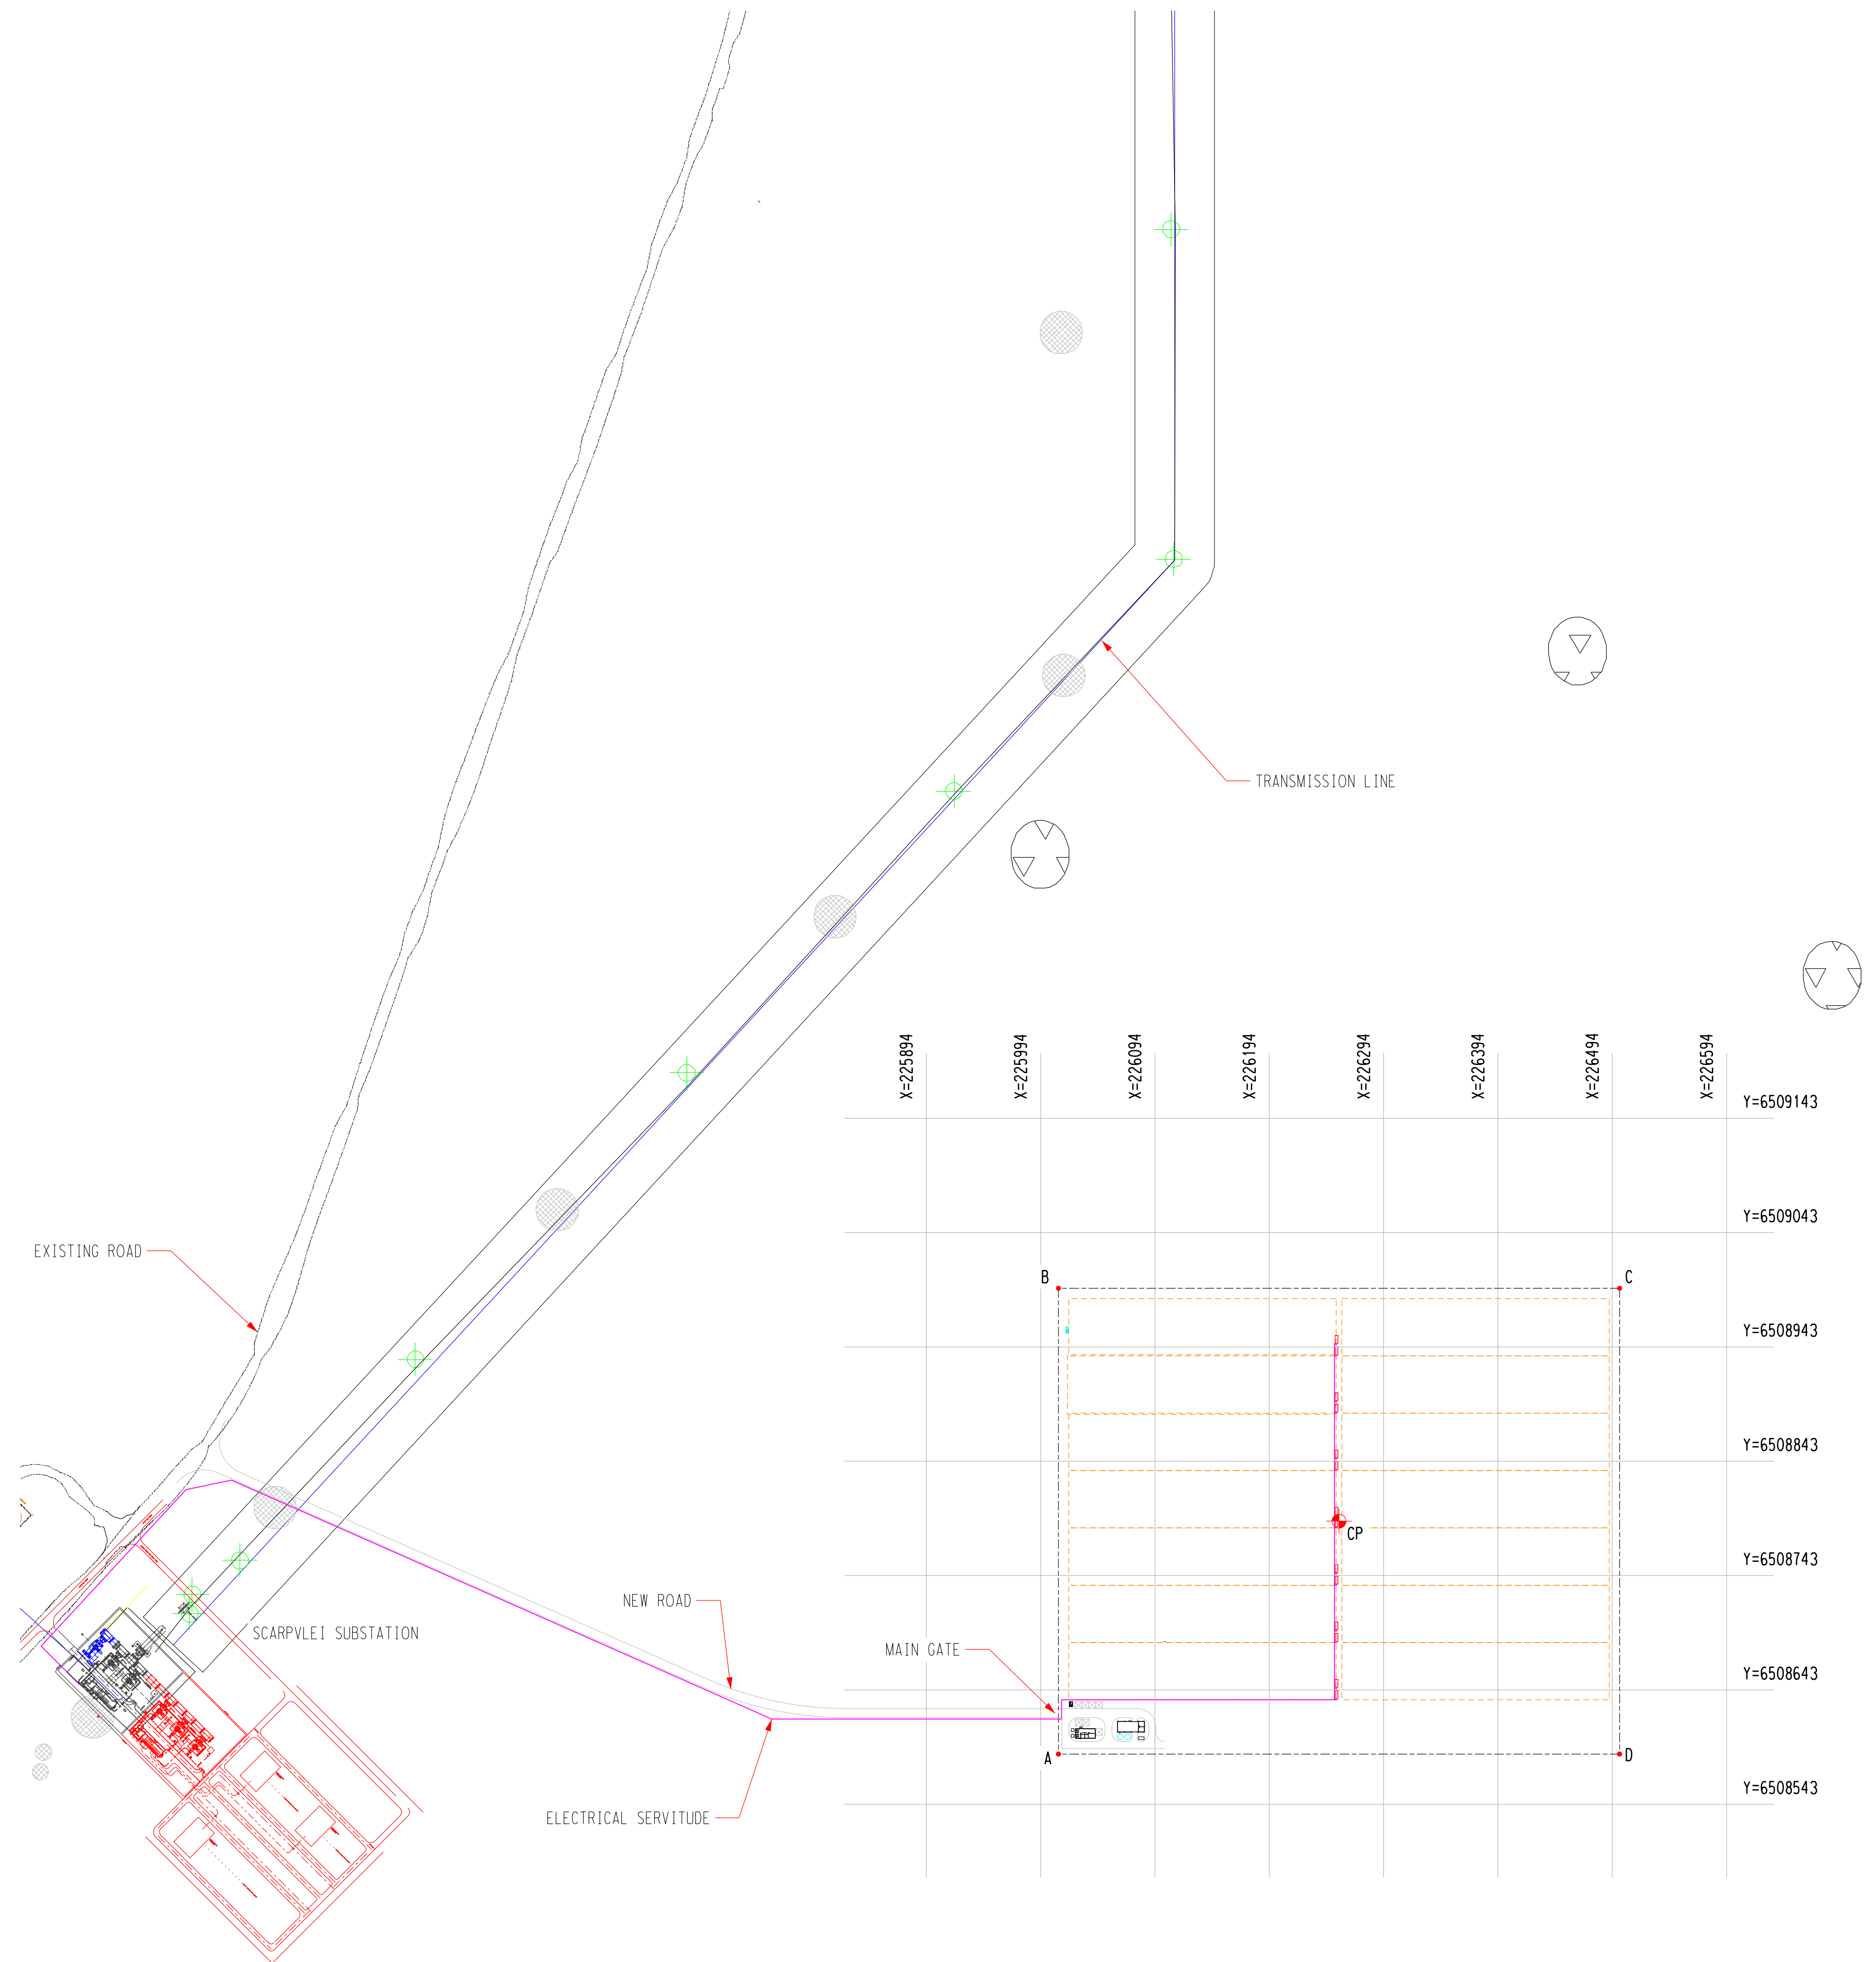 TRANSMISSION LINE
X=225894
X=225994
X=226094
X=226194
X=226294
X=226394
X=226494
X=226594
Y=6509143
Y=6509043
EXISTING ROAD
B
C
Y=6508943
Y=6508843
CP
Y=6508743
NEW ROAD
SCARPVLEI SUBSTATION
MAIN GATE
Y=6508643
A
D
Y=6508543
ELECTRICAL SERVITUDE